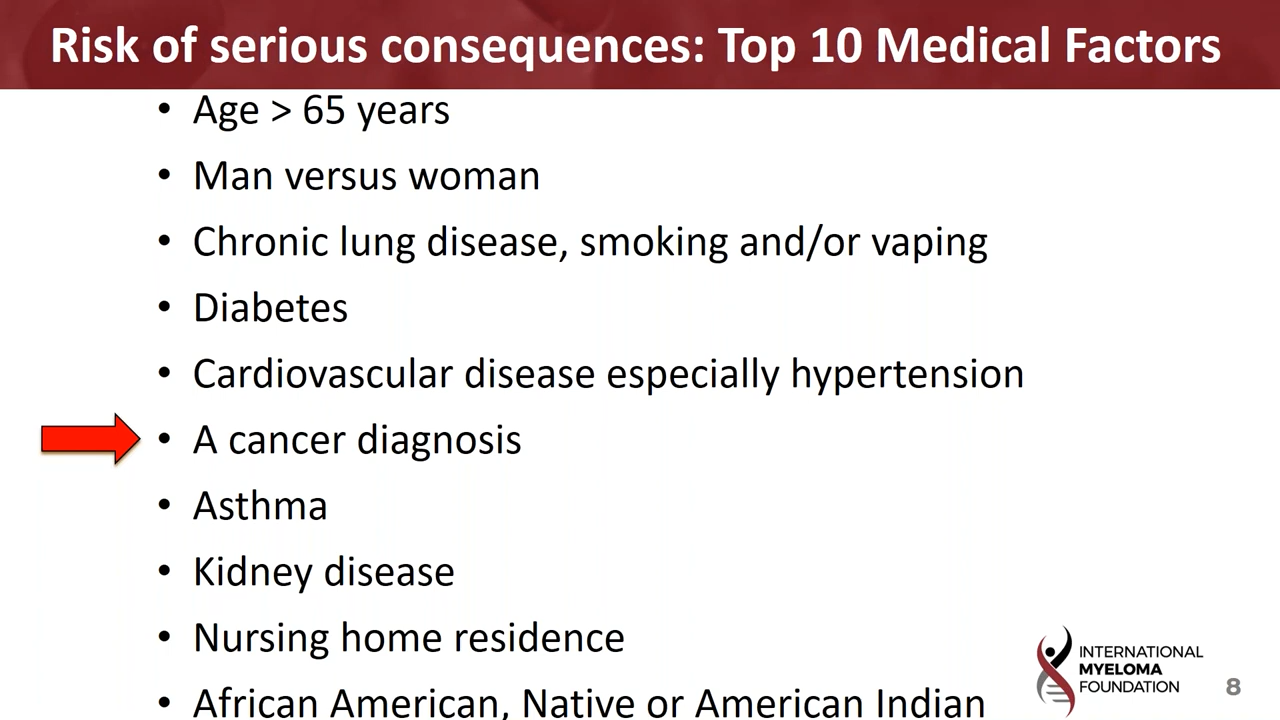 Risk of serious consequences: Top 10 Medical Factors
• Age > 65 years
• Man versus woman
• Chronic lung disease, smoking and/or vaping
• Diabetes
• Cardiovascular disease especially hypertension
• A cancer diagnosis
• Asthma
• Kidney disease
• Nursing home residence
• African American, Native or American Indian
INTERNATIONAL
MYELOMA
FOUNDATION
8